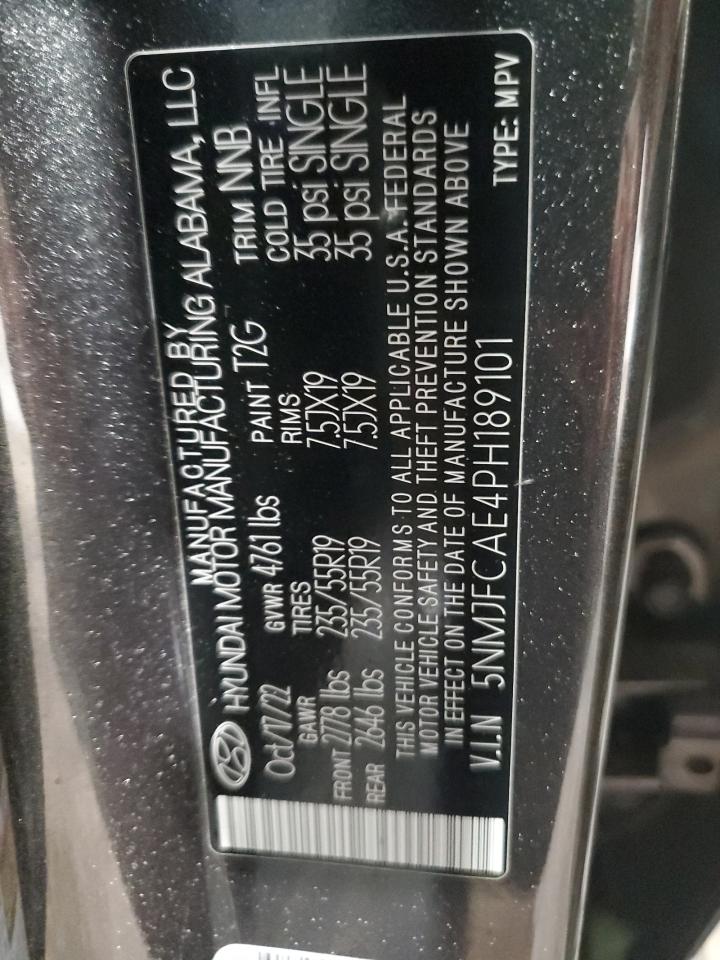 MANUFACTURED BY
HYUNDAI MOTOR MANUFACTURING ALABAMA, LLC
Oct/17/22 GVWR 4761 lbs PAINT T2G TRIM NNB
GAWR TIRES RIMS COLD TIRE INFL
FRONT 2778 lbs 235/55R19 7.5JX19 35 psi SINGLE
REAR 2646 lbs 235/55R19 7.5JX19 35 psi SINGLE
THIS VEHICLE CONFORMS TO ALL APPLICABLE U.S.A. FEDERAL
MOTOR VEHICLE SAFETY AND THEFT PREVENTION STANDARDS
IN EFFECT ON THE DATE OF MANUFACTURE SHOWN ABOVE
V.I.N 5NMJFCAE4PH189101 TYPE: MPV